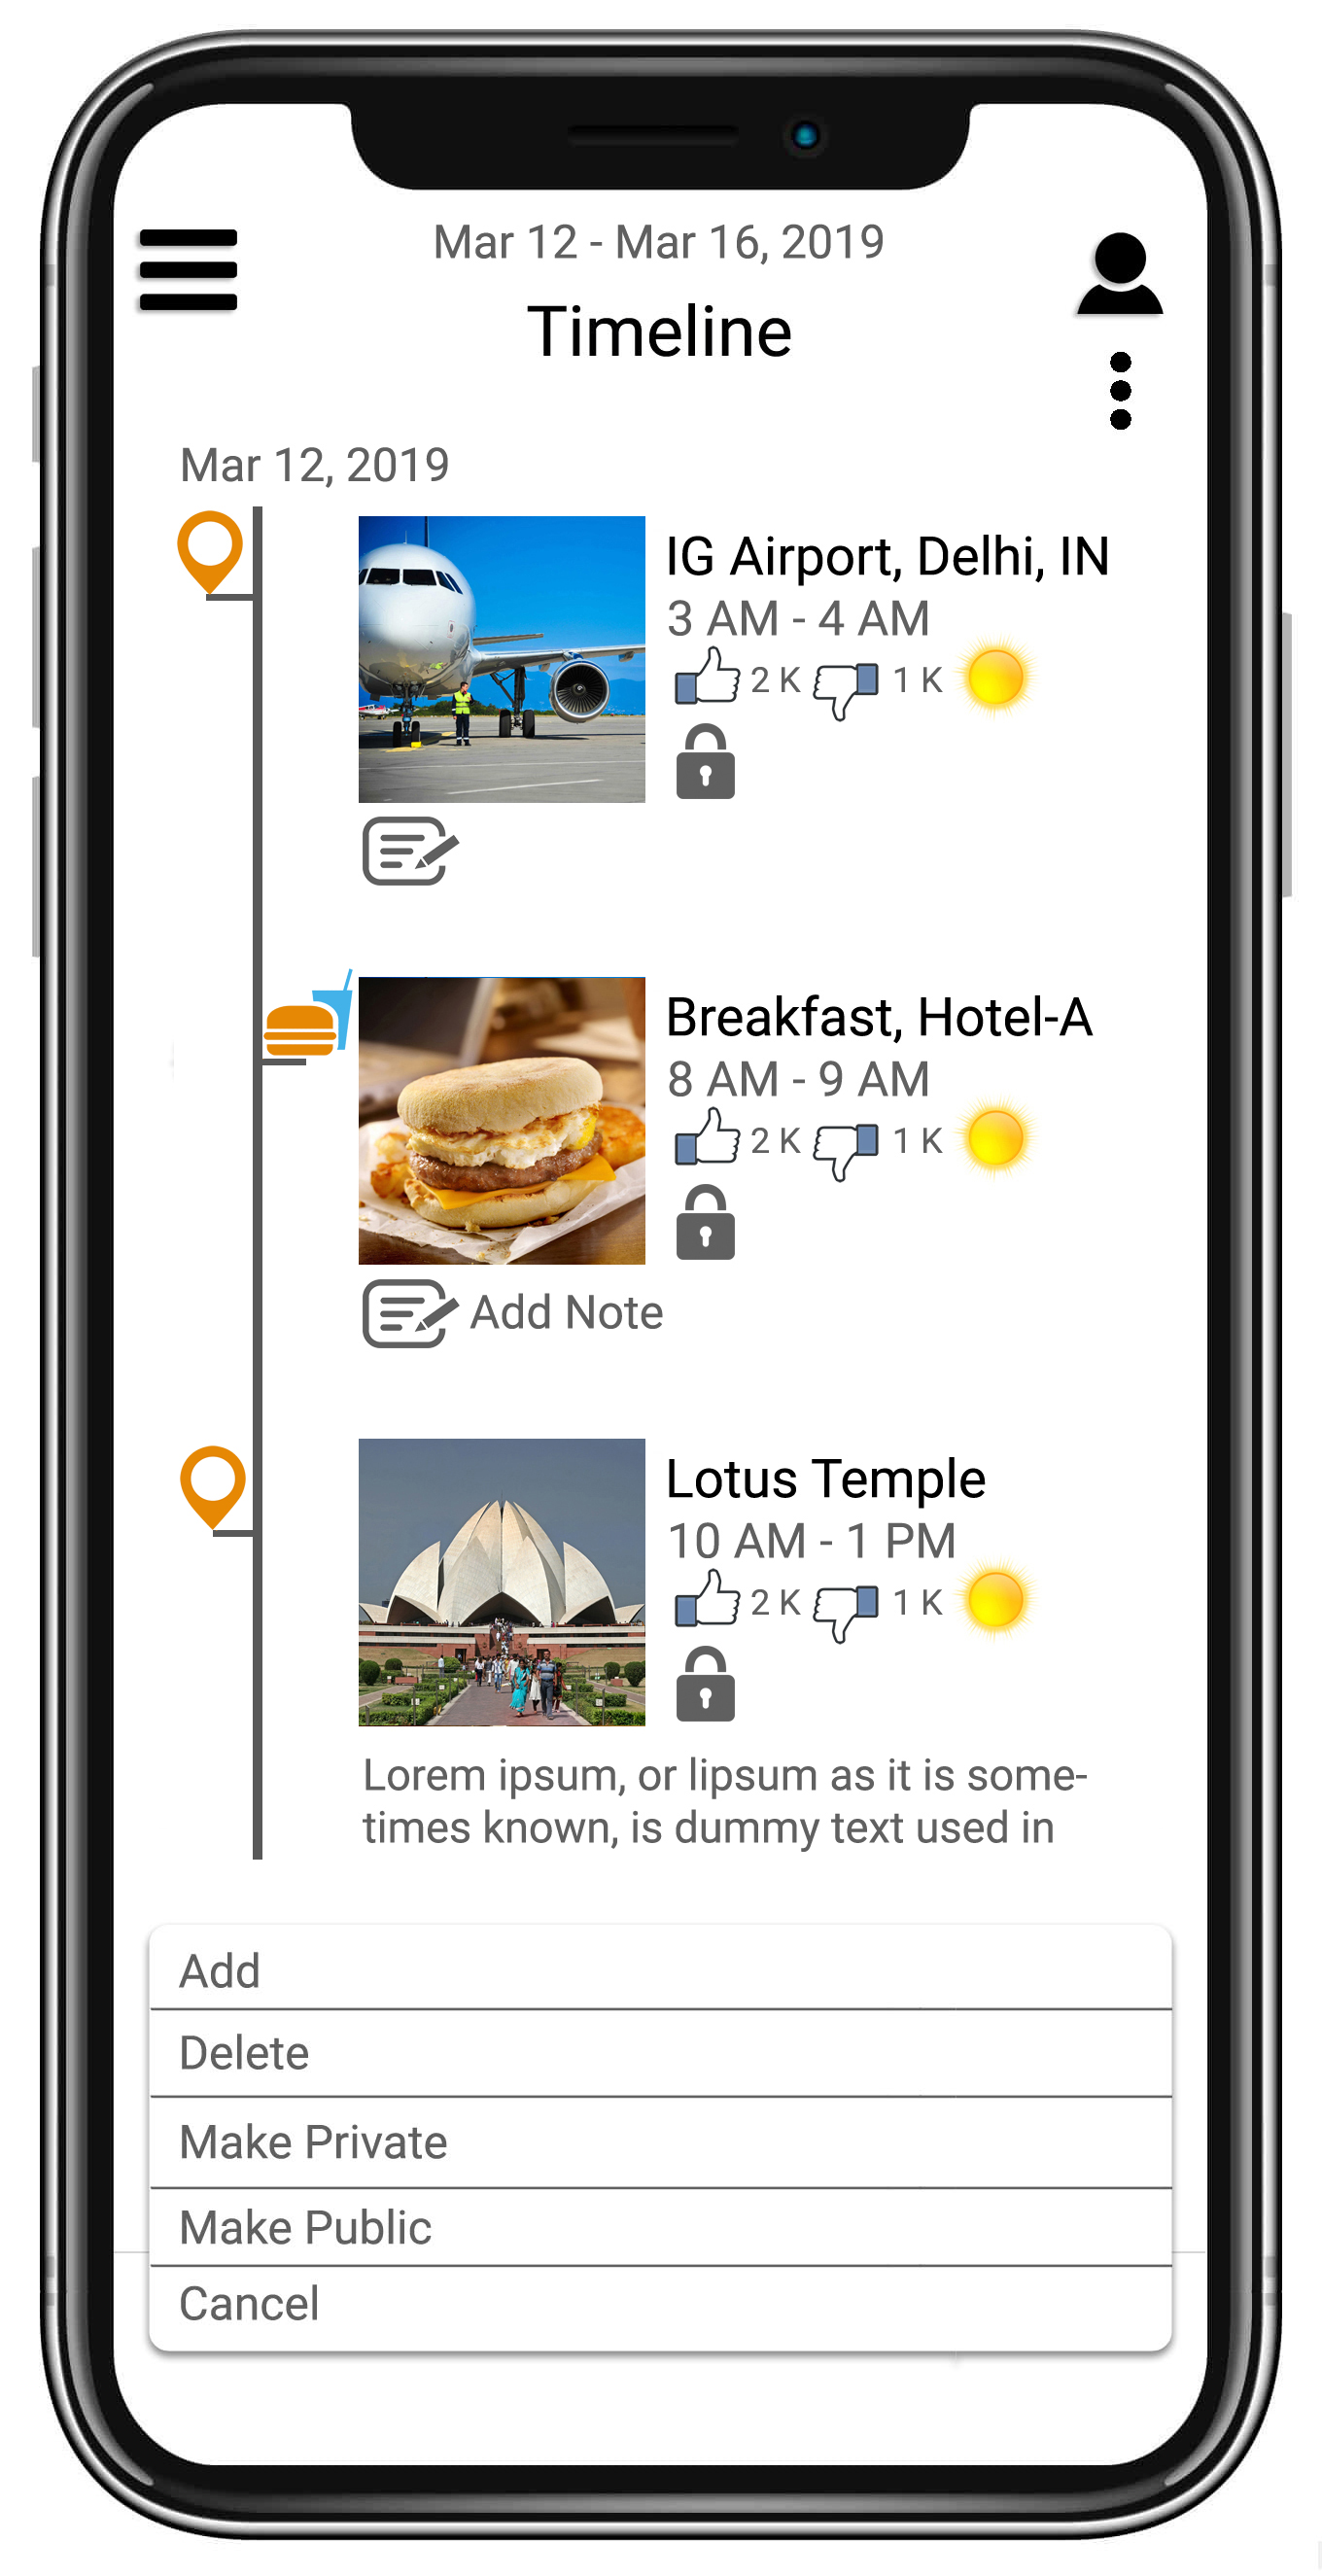 Mar 12 - Mar 16, 2019
Timeline
Mar 12, 2019
IG Airport, Delhi, IN
3 AM - 4 AM
2 K 1 K
Breakfast, Hotel-A
8 AM - 9 AM
2 K 1 K
Add Note
Lotus Temple
10 AM - 1 PM
2 K 1 K
Lorem ipsum, or lipsum as it is some-
times known, is dummy text used in
Add
Delete
Make Private
Make Public
Cancel